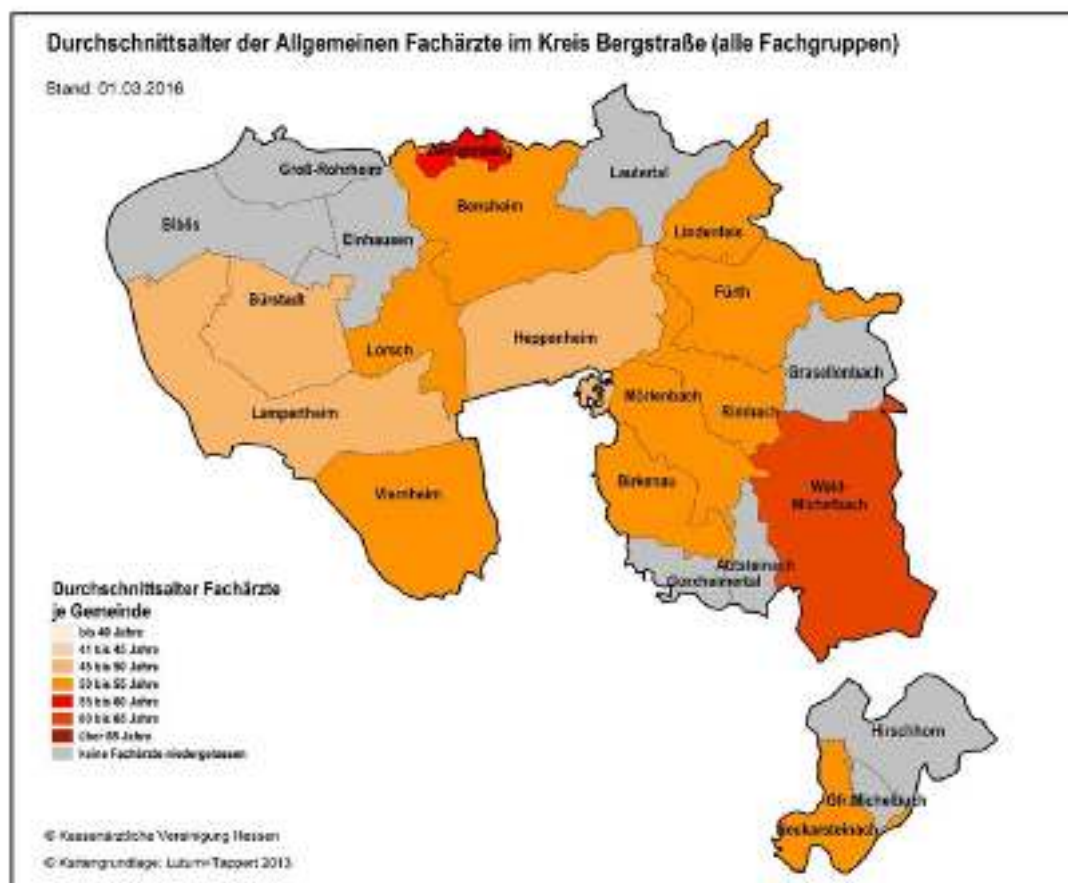 Durchschnittsalter der Allgemeinen Fachärzte im Kreis Bergstraße (alle Fachgruppen)
Stand: 01.03.2016
Groß-Rohrheim
Lautertal
Biblis
Bensheim
Einhausen
Lindenfels
Bürstadt
Fürth
Heppenheim
Lorsch
Grasellenbach
Mörlenbach
Lampertheim
Rimbach
Birkenau
Viernheim
Wald-
Michelbach
Abtsteinach
Gorxheimertal
Durchschnittsalter Fachärzte
je Gemeinde
bis 40 Jahre
41 bis 45 Jahre
45 bis 50 Jahre
50 bis 55 Jahre
55 bis 60 Jahre
60 bis 65 Jahre
über 65 Jahre
keine Fachärzte niedergelassen
Hirschhorn
Gfr.Michelbuch
Neckarsteinach
© Kassenärztliche Vereinigung Hessen
© Kartengrundlage: Lutum+Tappert 2013